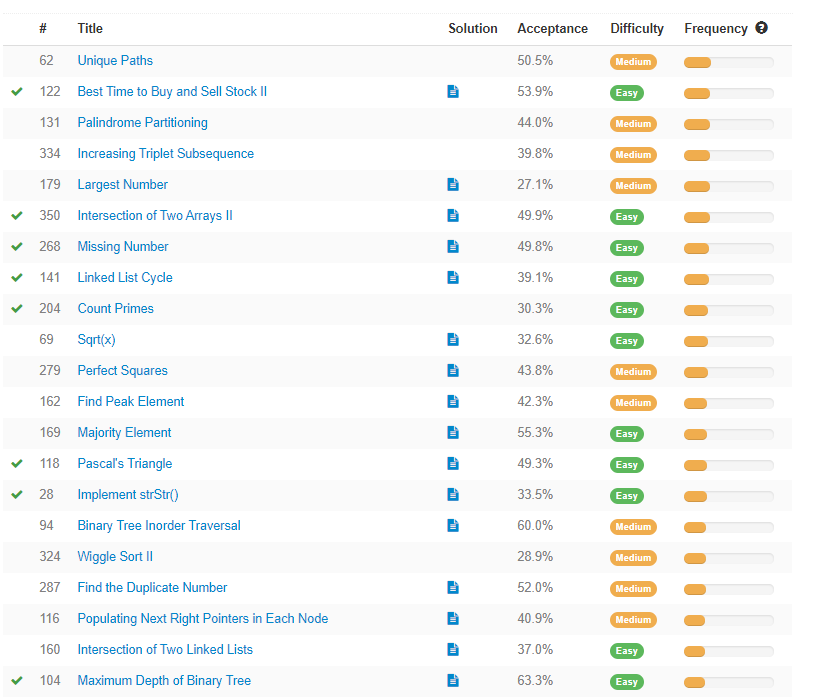 # Title Solution Acceptance Difficulty Frequency ?
62 Unique Paths 50.5% Medium
122 Best Time to Buy and Sell Stock II 53.9% Easy
131 Palindrome Partitioning 44.0% Medium
334 Increasing Triplet Subsequence 39.8% Medium
179 Largest Number 27.1% Medium
350 Intersection of Two Arrays II 49.9% Easy
268 Missing Number 49.8% Easy
141 Linked List Cycle 39.1% Easy
204 Count Primes 30.3% Easy
69 Sqrt(x) 32.6% Easy
279 Perfect Squares 43.8% Medium
162 Find Peak Element 42.3% Medium
169 Majority Element 55.3% Easy
118 Pascal's Triangle 49.3% Easy
28 Implement strStr() 33.5% Easy
94 Binary Tree Inorder Traversal 60.0% Medium
324 Wiggle Sort II 28.9% Medium
287 Find the Duplicate Number 52.0% Medium
116 Populating Next Right Pointers in Each Node 40.9% Medium
160 Intersection of Two Linked Lists 37.0% Easy
104 Maximum Depth of Binary Tree 63.3% Easy